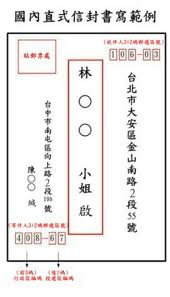 國內直式信封書寫範例
(收件人3+2碼郵遞區號)
106-03
貼郵票處
台北市大安區金山南路2段55號
林○○ 小姐 啟
台中市南屯區向上路2段199號
陳○○ 緘
(寄件人3+2碼郵遞區號)
408-67
(前3碼) (後2碼)
行政區編碼 投遞區編碼